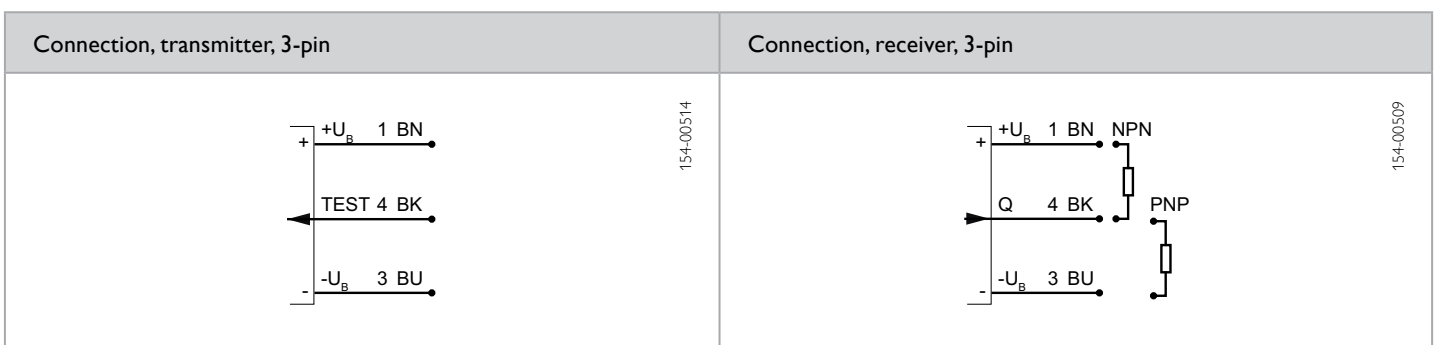 Connection, transmitter, 3-pin
+U_B 1 BN
+
TEST 4 BK
-U_B 3 BU
-
154-00514
Connection, receiver, 3-pin
+U_B 1 BN NPN
+
Q 4 BK PNP
-U_B 3 BU
-
154-00509